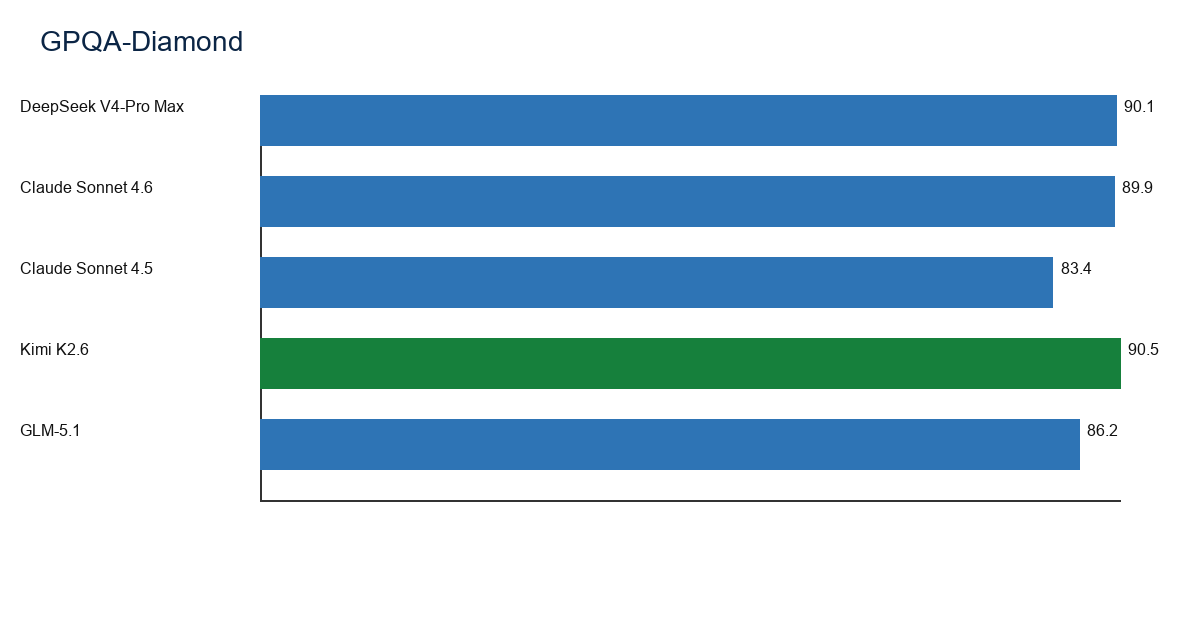 GPQA-Diamond
DeepSeek V4-Pro Max 90.1
Claude Sonnet 4.6 89.9
Claude Sonnet 4.5 83.4
Kimi K2.6 90.5
GLM-5.1 86.2